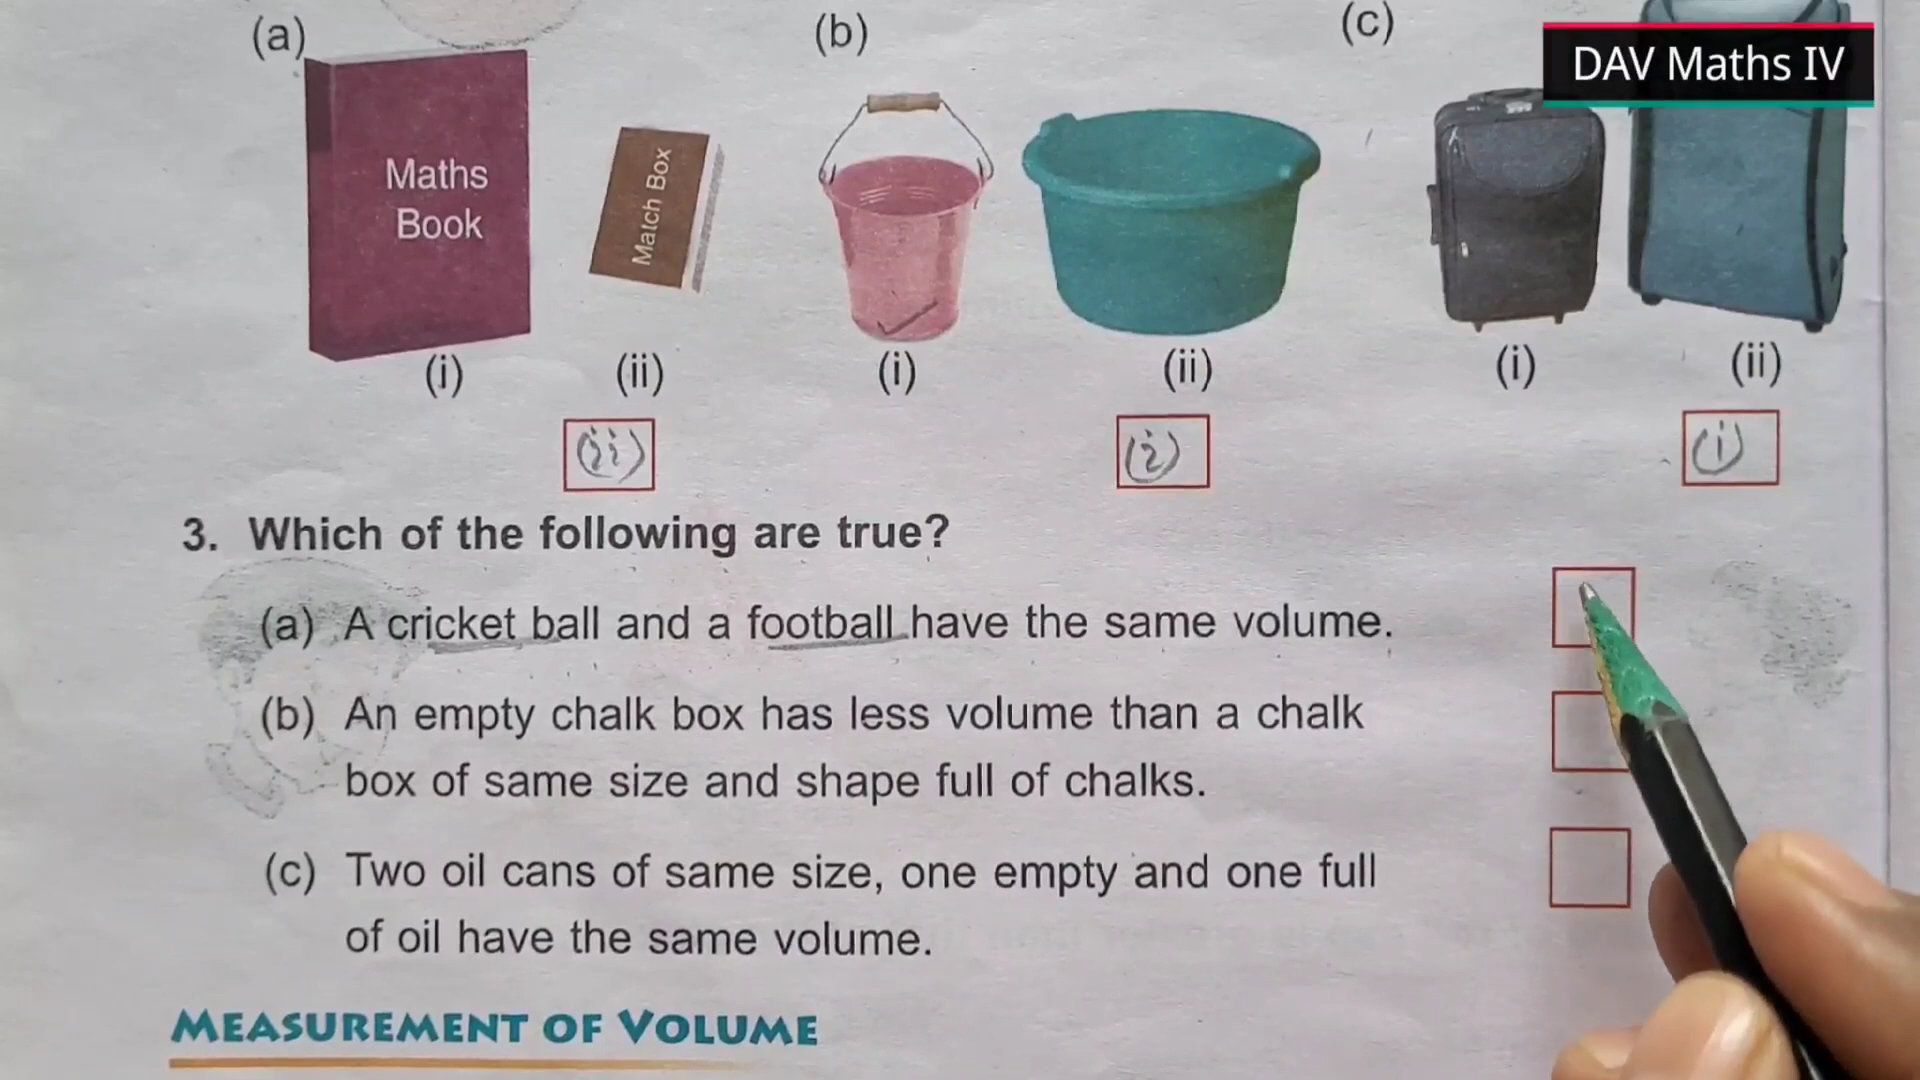 (a)
(b)
(c)
DAV Maths IV
Maths
Book
Match Box
(i)
(ii)
(i)
(ii)
(i)
(ii)
(ii)
(i)
(i)
3. Which of the following are true?
(a) A cricket ball and a football have the same volume.
(b) An empty chalk box has less volume than a chalk
box of same size and shape full of chalks.
(c) Two oil cans of same size, one empty and one full
of oil have the same volume.
MEASUREMENT OF VOLUME